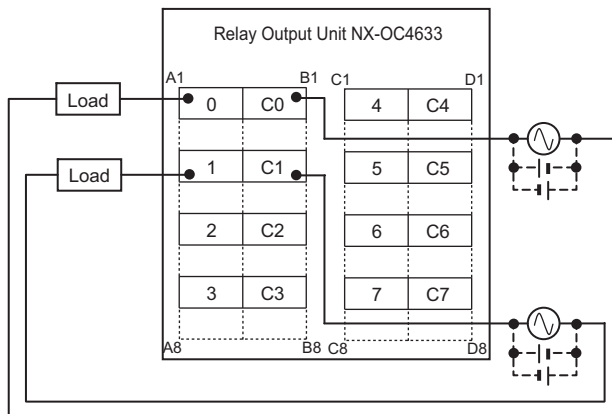 Relay Output Unit NX-OC4633
A1 B1 C1 D1
Load 0 C0 4 C4
Load 1 C1 5 C5
2 C2 6 C6
3 C3 7 C7
A8 B8 C8 D8